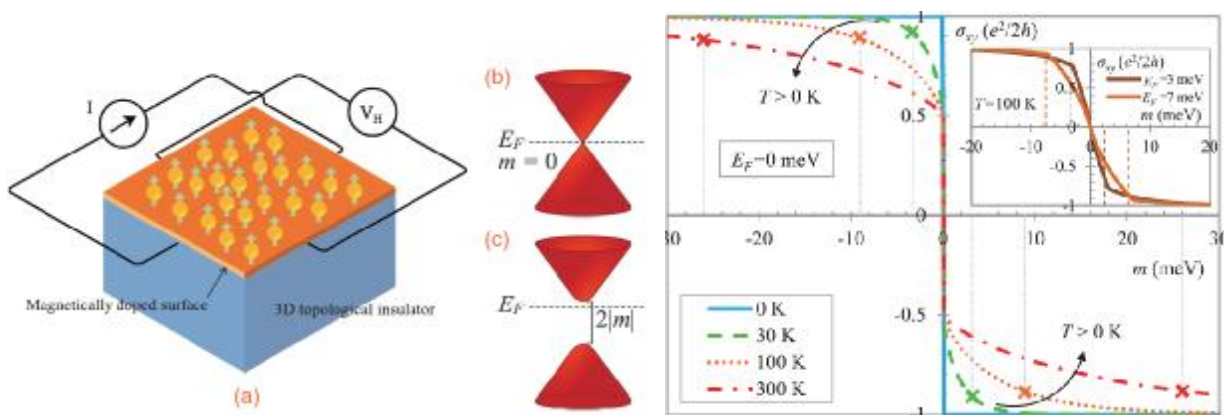 I
V_H
Magnetically doped surface
3D topological insulator
(a)
(b)
E_F
m = 0
(c)
E_F
2|m|
1
σ_xy (e²/2h)
T > 0 K
0.5
E_F=0 meV
0
-30 -20 -10 0 10 20 30
m (meV)
0 K
30 K
100 K
300 K
-0.5
T > 0 K
-1
1
σ_xy (e²/2h)
E_F=3 meV
E_F=7 meV
T=100 K
m (meV)
0
-20 -10 0 10 20
-1